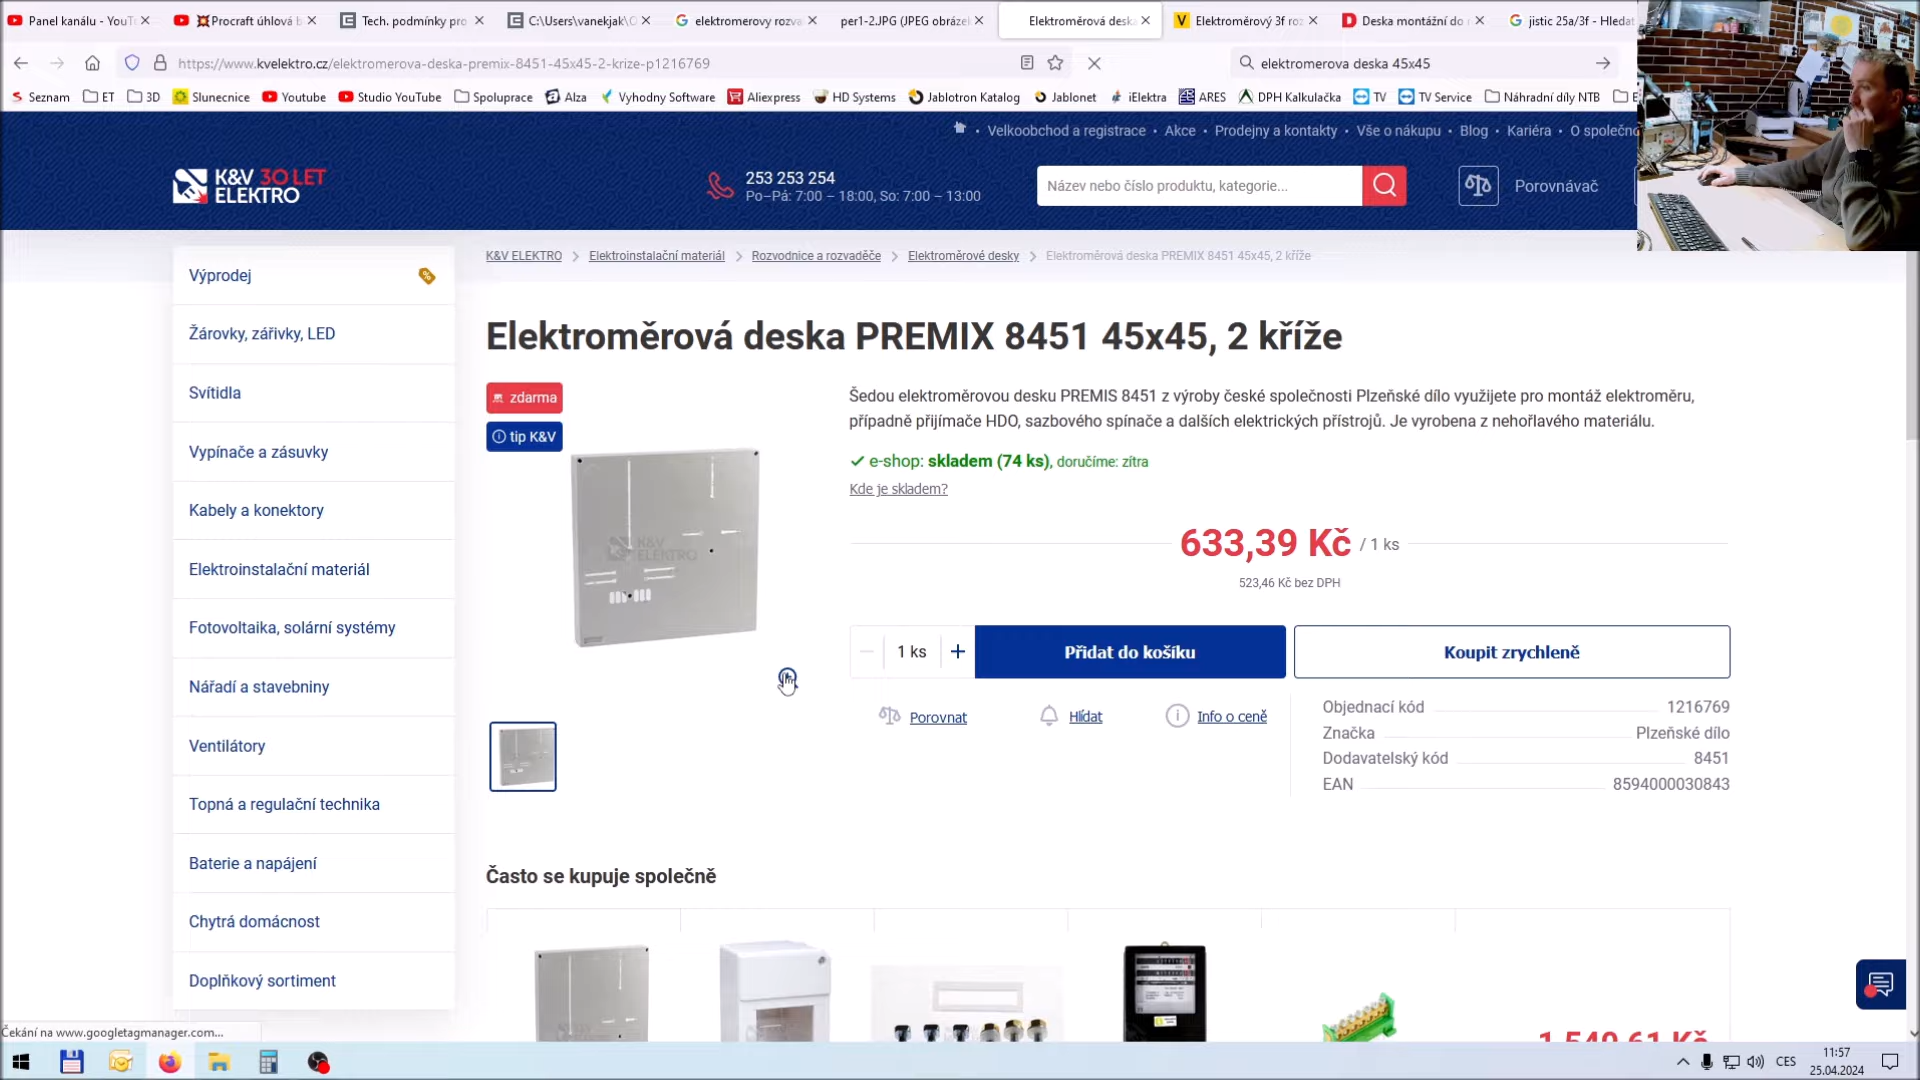 Panel kanálu - YouT
Procraft úhlová b
Tech. podmínky pro
C:\Users\vanekjak\O
elektromerovy rozva
per1-2.JPG (JPEG obráze
Elektroměrová desk
Elektroměrový 3f ro
Deska montážní do
jistic 25a/3f - Hledat
https://www.kvelektro.cz/elektromerova-deska-premix-8451-45x45-2-krize-p1216769
elektromerova deska 45x45
Seznam
ET
3D
Slunecnice
Youtube
Studio YouTube
Spoluprace
Alza
Vyhodny Software
Aliexpress
HD Systems
Jablotron Katalog
Jablonet
iElektra
ARES
DPH Kalkulačka
TV
TV Service
Náhradní díly NTB
E
Velkoobchod a registrace • Akce • Prodejny a kontakty • Vše o nákupu • Blog • Kariéra • O společno
K&V 30 LET
ELEKTRO
253 253 254
Po–Pá: 7:00 – 18:00, So: 7:00 – 13:00
Název nebo číslo produktu, kategorie...
Porovnávač
Výprodej
Žárovky, zářivky, LED
Svítidla
Vypínače a zásuvky
Kabely a konektory
Elektroinstalační materiál
Fotovoltaika, solární systémy
Nářadí a stavebniny
Ventilátory
Topná a regulační technika
Baterie a napájení
Chytrá domácnost
Doplňkový sortiment
K&V ELEKTRO
Elektroinstalační materiál
Rozvodnice a rozvaděče
Elektroměrové desky
Elektroměrová deska PREMIX 8451 45x45, 2 kříže
Elektroměrová deska PREMIX 8451 45x45, 2 kříže
zdarma
tip K&V
K&V
ELEKTRO
Šedou elektroměrovou desku PREMIS 8451 z výroby české společnosti Plzeňské dílo využijete pro montáž elektroměru,
případně přijímače HDO, sazbového spínače a dalších elektrických přístrojů. Je vyrobena z nehořlavého materiálu.
e-shop: skladem (74 ks), doručíme: zítra
Kde je skladem?
633,39 Kč / 1 ks
523,46 Kč bez DPH
1 ks
Přidat do košíku
Koupit zrychleně
Porovnat
Hlídat
Info o ceně
Objednací kód 1216769
Značka Plzeňské dílo
Dodavatelský kód 8451
EAN 8594000030843
Často se kupuje společně
1 540,61 Kč
Čekání na www.googletagmanager.com...
CES
11:57
25.04.2024